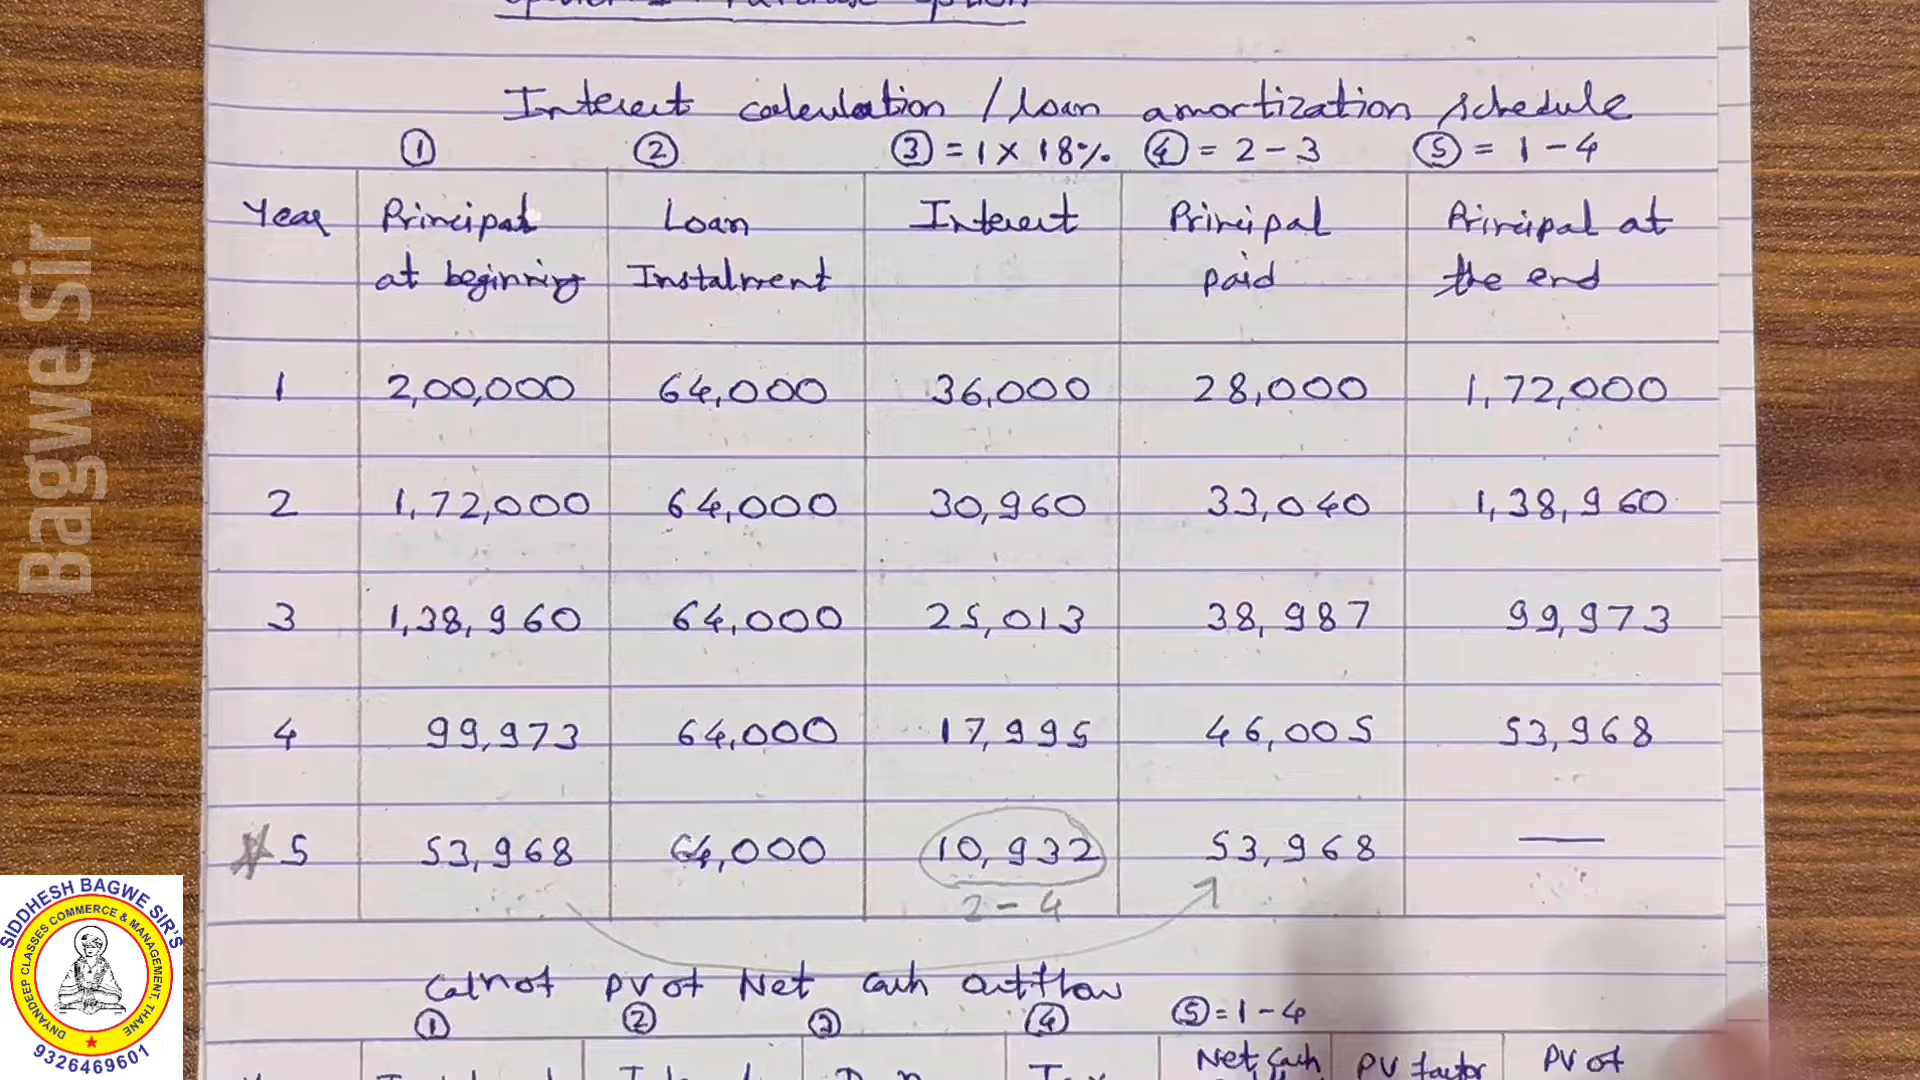 Interest calculation / loan amortization schedule
① ② ③ = 1 x 18% ④ = 2 - 3 ⑤ = 1 - 4
Year Principal at beginning Loan Instalment Interest Principal paid Principal at the end
1 2,00,000 64,000 36,000 28,000 1,72,000
2 1,72,000 64,000 30,960 33,040 1,38,960
3 1,38,960 64,000 25,013 38,987 99,973
4 99,973 64,000 17,995 46,005 53,968
5 53,968 64,000 10,932 53,968 —
2 - 4
Calnof PV of Net Cash Outflow
① ② ③ ④ ⑤ = 1 - 4
Net Cash PV factor PV of
Bagwe Sir
SIDDHESH BAGWE SIR'S
DNYANDEEP CLASSES COMMERCE & MANAGEMENT, THANE
9326469601